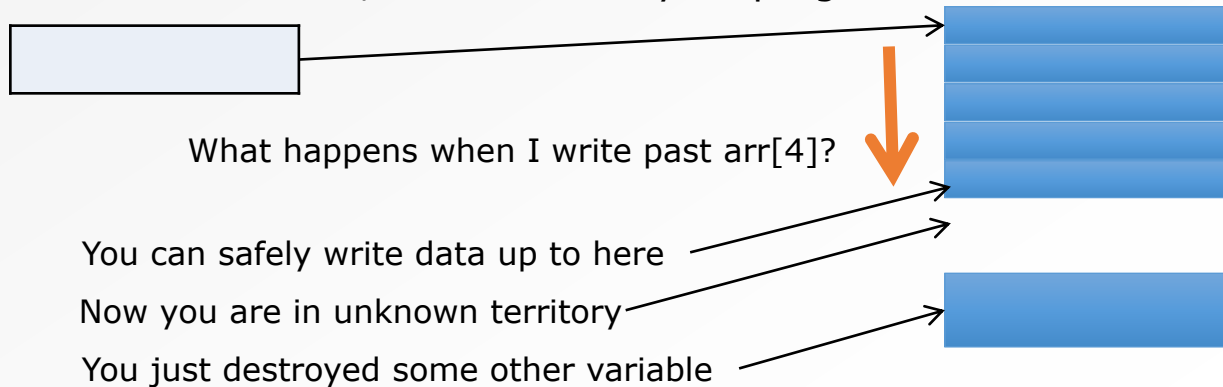 What happens when I write past arr[4]?
You can safely write data up to here
Now you are in unknown territory
You just destroyed some other variable